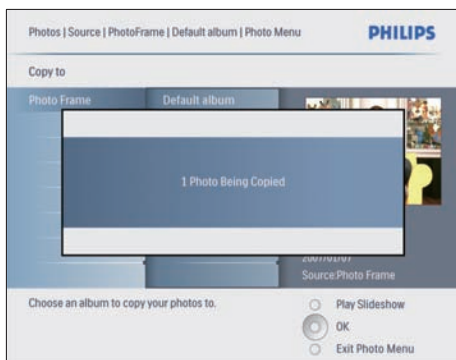 Photos | Source | PhotoFrame | Default album | Photo Menu
PHILIPS
Copy to
Photo Frame
Default album
1 Photo Being Copied
2007/01/07
Source:Photo Frame
Choose an album to copy your photos to.
Play Slideshow
OK
Exit Photo Menu